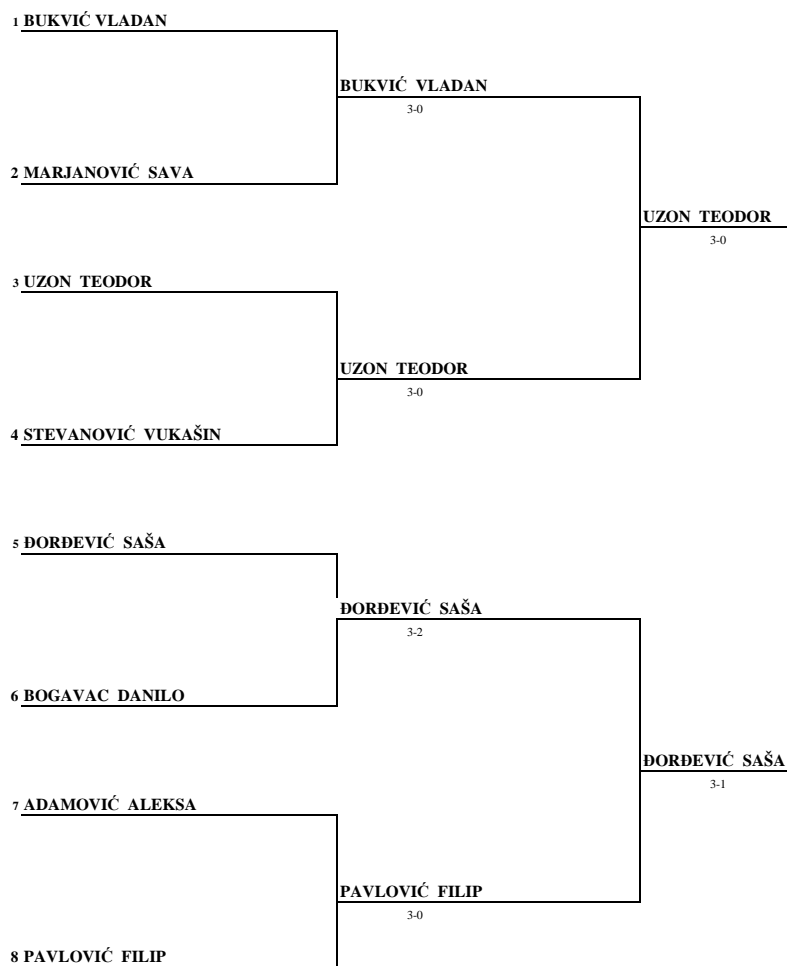 1 BUKVIĆ VLADAN
BUKVIĆ VLADAN
3-0
2 MARJANOVIĆ SAVA
UZON TEODOR
3-0
3 UZON TEODOR
UZON TEODOR
3-0
4 STEVANOVIĆ VUKAŠIN
5 ĐORĐEVIĆ SAŠA
ĐORĐEVIĆ SAŠA
3-2
6 BOGAVAC DANILO
ĐORĐEVIĆ SAŠA
3-1
7 ADAMOVIĆ ALEKSA
PAVLOVIĆ FILIP
3-0
8 PAVLOVIĆ FILIP